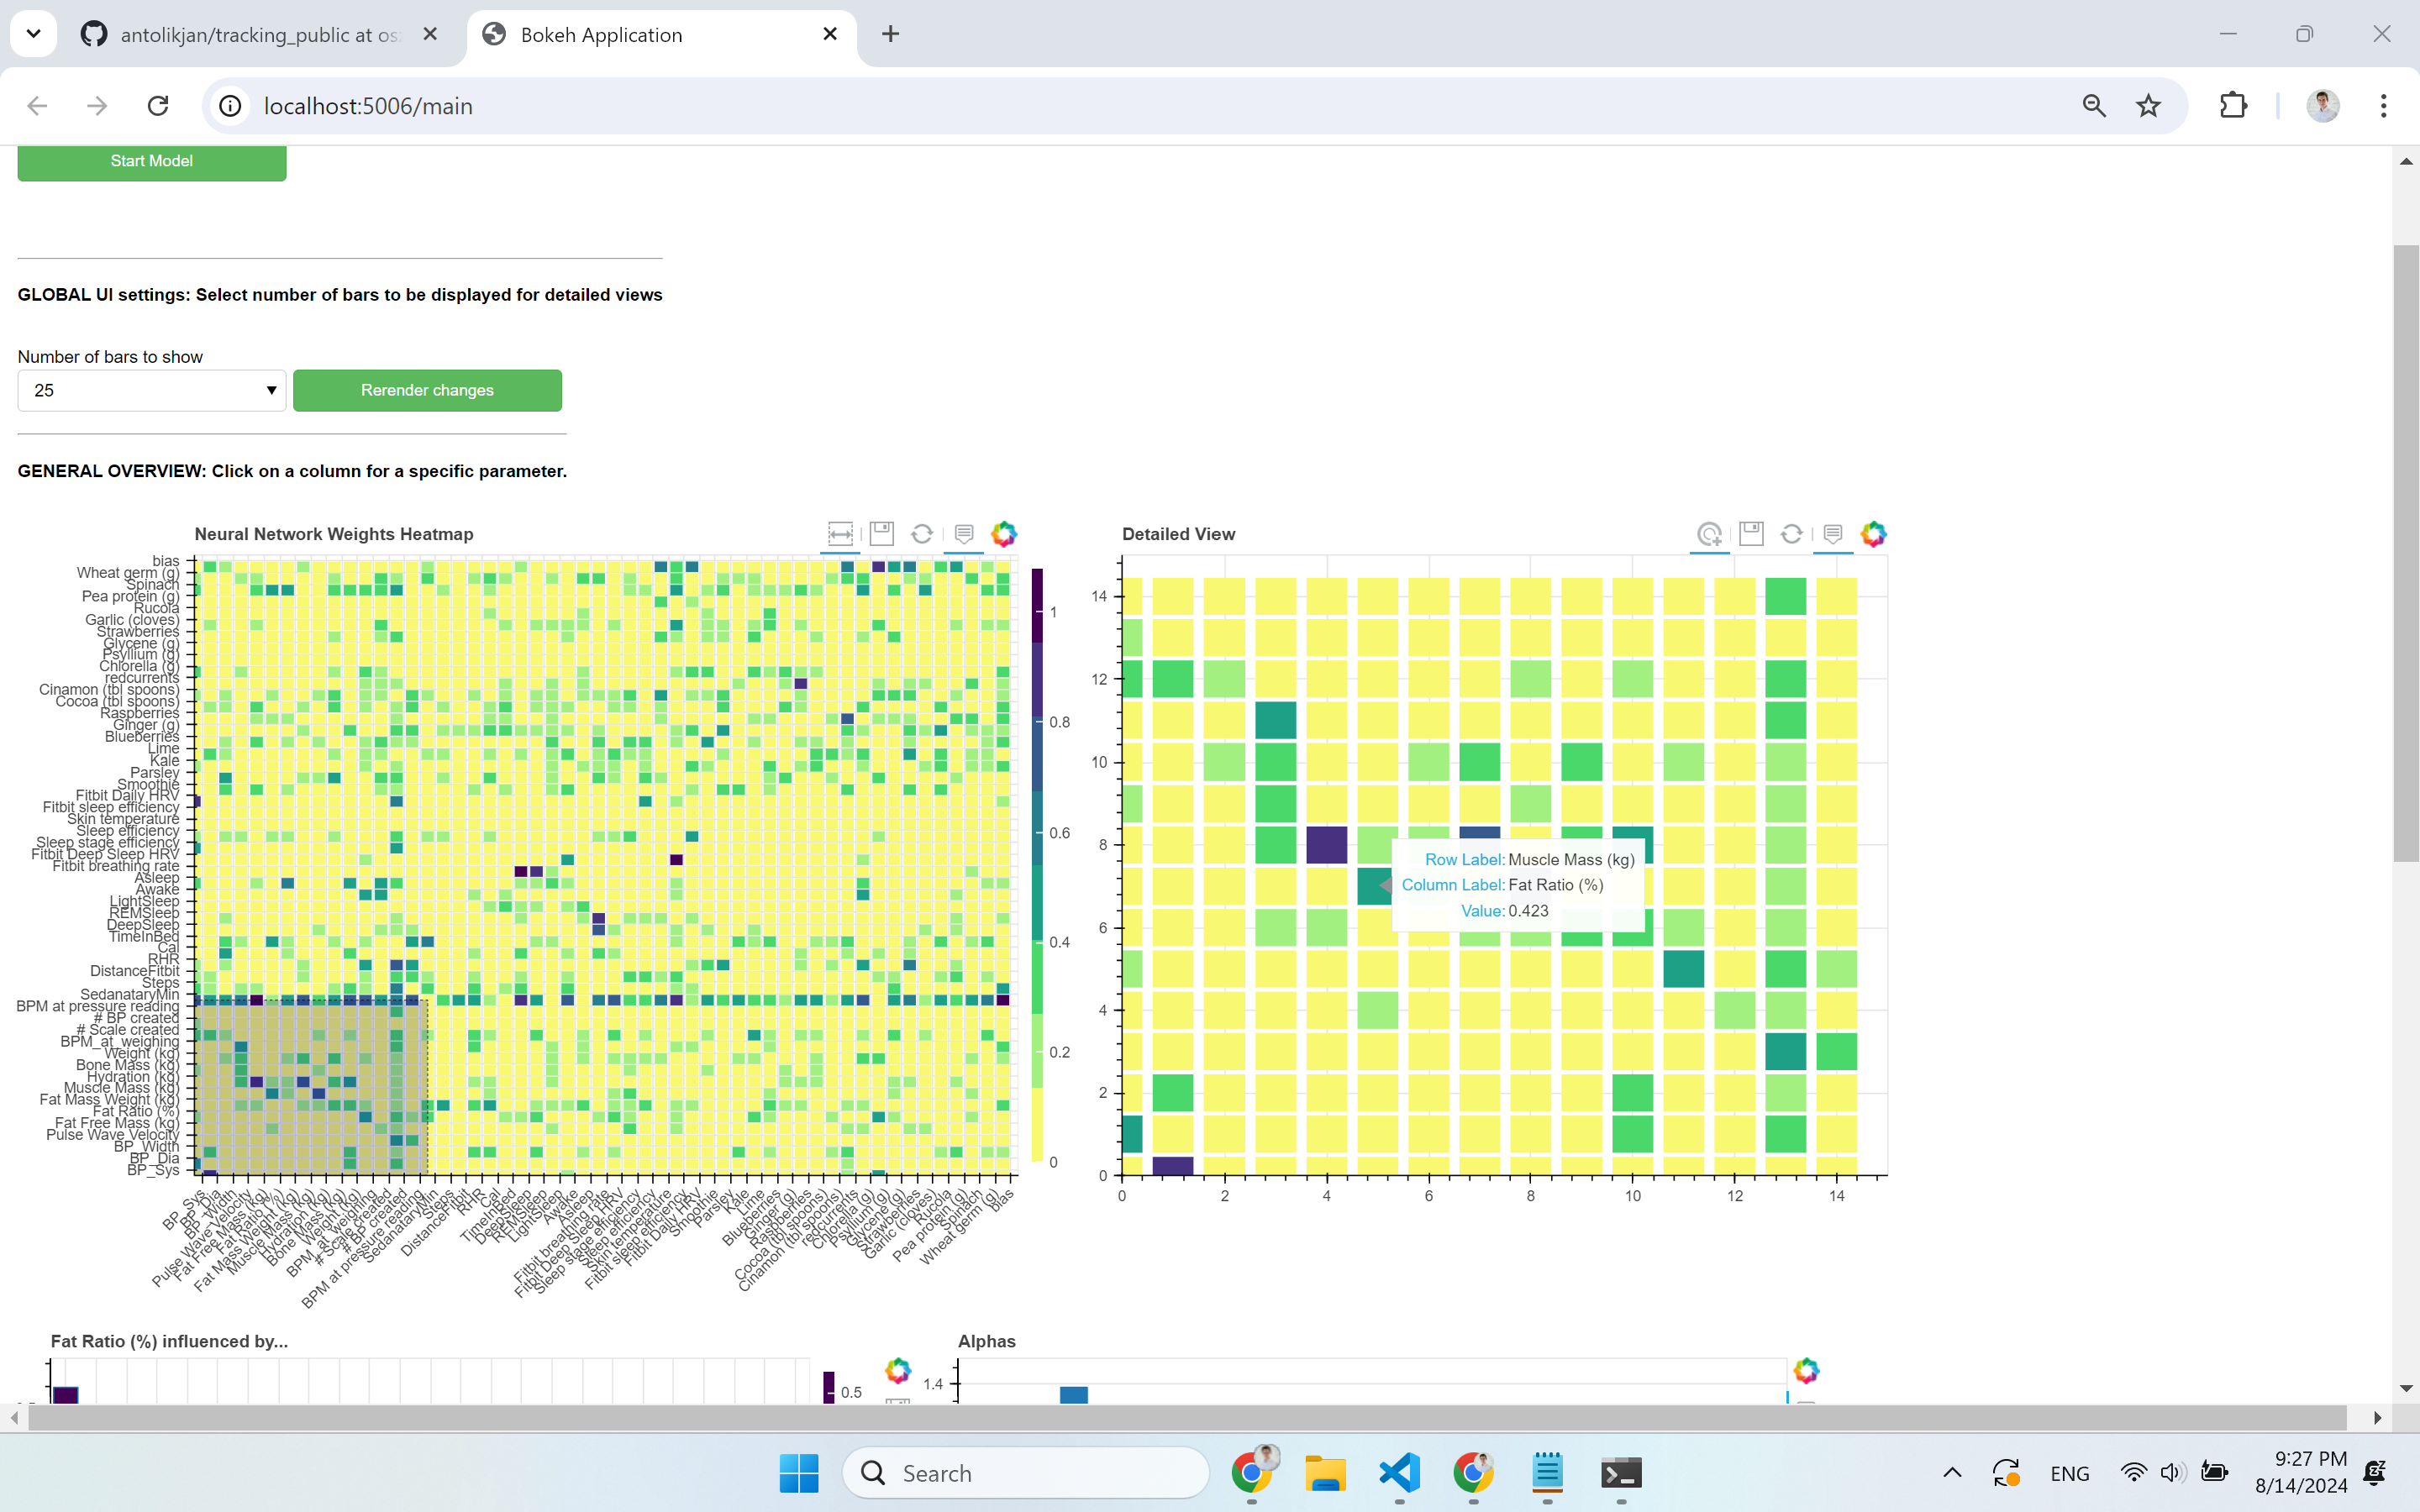 antolikjan/tracking_public at os
Bokeh Application
localhost:5006/main
Start Model
GLOBAL UI settings: Select number of bars to be displayed for detailed views
Number of bars to show
25
Rerender changes
GENERAL OVERVIEW: Click on a column for a specific parameter.
Neural Network Weights Heatmap
bias
Wheat germ (g)
Spinach
Pea protein (g)
Rucola
Garlic (cloves)
Strawberries
Glycene (g)
Psyllium (g)
Chlorella (g)
redcurrents
Cinamon (tbl spoons)
Cocoa (tbl spoons)
Raspberries
Ginger (g)
Blueberries
Lime
Kale
Parsley
Smoothie
Fitbit Daily HRV
Fitbit sleep efficiency
Skin temperature
Sleep efficiency
Sleep stage efficiency
Fitbit Deep Sleep HRV
Fitbit breathing rate
Asleep
Awake
LightSleep
REMSleep
DeepSleep
TimeInBed
Cal
RHR
DistanceFitbit
Steps
SedanataryMin
BPM at pressure reading
# BP created
# Scale created
BPM_at_weighing
Weight (kg)
Bone Mass (kg)
Hydration (kg)
Muscle Mass (kg)
Fat Mass Weight (kg)
Fat Ratio (%)
Fat Free Mass (kg)
Pulse Wave Velocity
BP_Width
BP_Dia
BP_Sys
BP_Sys
BP_Dia
BP_Width
Pulse Wave Velocity
Fat Free Mass (kg)
Fat Ratio (%)
Fat Mass Weight (kg)
Muscle Mass (kg)
Hydration (kg)
Bone Mass (kg)
Weight (kg)
BPM_at_weighing
# Scale created
# BP created
BPM at pressure reading
SedanataryMin
Steps
DistanceFitbit
RHR
Cal
TimeInBed
DeepSleep
REMSleep
LightSleep
Awake
Asleep
Fitbit breathing rate
Fitbit Deep Sleep HRV
Sleep stage efficiency
Sleep efficiency
Skin temperature
Fitbit sleep efficiency
Fitbit Daily HRV
Smoothie
Parsley
Kale
Lime
Blueberries
Ginger (g)
Raspberries
Cocoa (tbl spoons)
Cinamon (tbl spoons)
redcurrents
Chlorella (g)
Psyllium (g)
Glycene (g)
Strawberries
Garlic (cloves)
Rucola
Pea protein (g)
Spinach
Wheat germ (g)
bias
1
0.8
0.6
0.4
0.2
0
Detailed View
14
12
10
8
6
4
2
0
0 2 4 6 8 10 12 14
Row Label: Muscle Mass (kg)
Column Label: Fat Ratio (%)
Value: 0.423
Fat Ratio (%) influenced by...
0.5
Alphas
1.4
Search
ENG
9:27 PM
8/14/2024